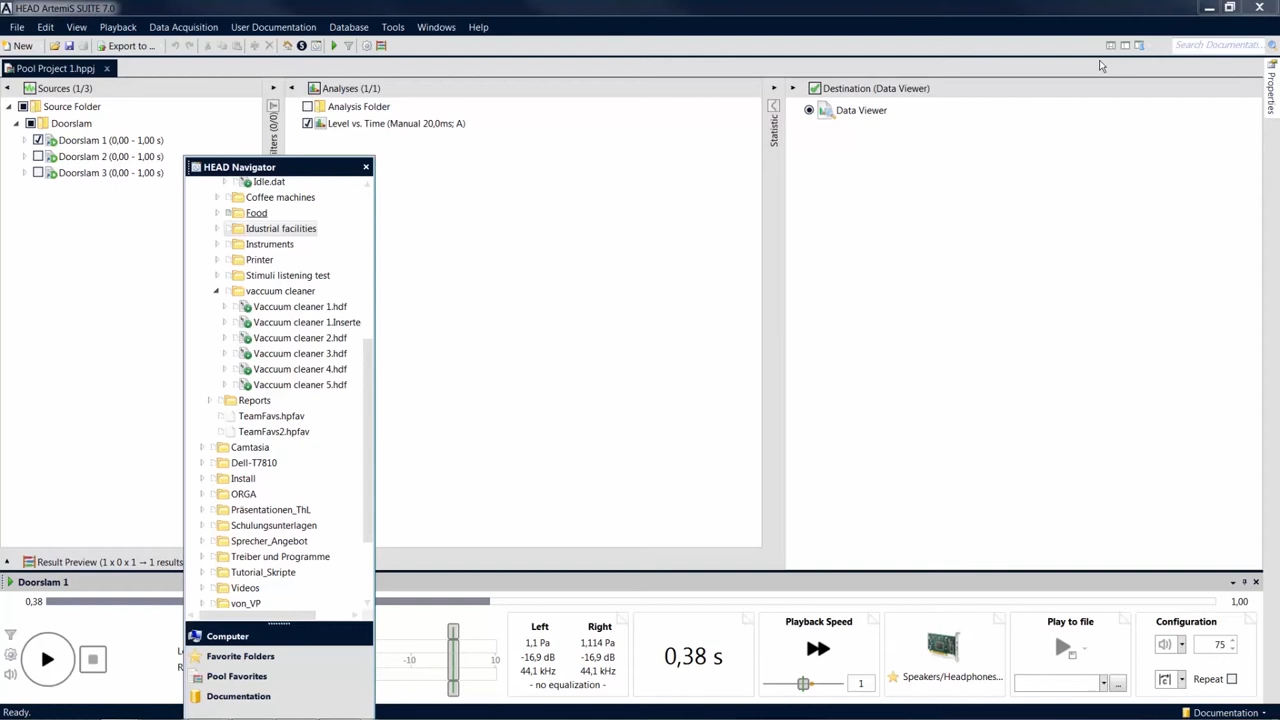 HEAD ArtemiS SUITE 7.0
File Edit View Playback Data Acquisition User Documentation Database Tools Windows Help
New Export to ... Search Documentati...
Pool Project 1.hppj
Sources (1/3)
Analyses (1/1)
Destination (Data Viewer)
Properties
Source Folder
Doorslam
Doorslam 1 (0,00 - 1,00 s)
Doorslam 2 (0,00 - 1,00 s)
Doorslam 3 (0,00 - 1,00 s)
Analysis Folder
Level vs. Time (Manual 20,0ms; A)
Statistic
Data Viewer
HEAD Navigator
Idle.dat
Coffee machines
Food
Idustrial facilities
Instruments
Printer
Stimuli listening test
vaccuum cleaner
Vaccuum cleaner 1.hdf
Vaccuum cleaner 1.Inserte
Vaccuum cleaner 2.hdf
Vaccuum cleaner 3.hdf
Vaccuum cleaner 4.hdf
Vaccuum cleaner 5.hdf
Reports
TeamFavs.hpfav
TeamFavs2.hpfav
Camtasia
Dell-T7810
Install
ORGA
Präsentationen_ThL
Schulungsunterlagen
Sprecher_Angebot
Treiber und Programme
Tutorial_Skripte
Videos
von_VP
Computer
Favorite Folders
Pool Favorites
Documentation
Result Preview (1 x 0 x 1 → 1 results
Doorslam 1
0,38
1,00
-10
10
Left Right
1,1 Pa 1,114 Pa
-16,9 dB -16,9 dB
44,1 kHz 44,1 kHz
- no equalization -
0,38 s
Playback Speed
1
Speakers/Headphones...
Play to file
...
Configuration
75
Repeat
Ready.
Documentation